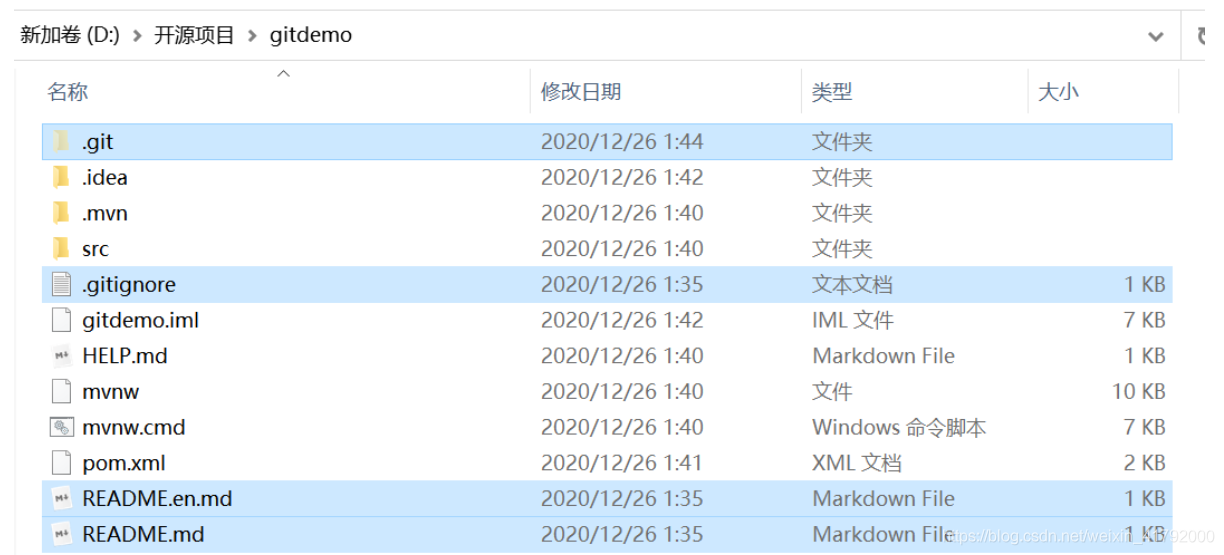 新加卷 (D:) > 开源项目 > gitdemo
名称 修改日期 类型 大小
.git 2020/12/26 1:44 文件夹
.idea 2020/12/26 1:42 文件夹
.mvn 2020/12/26 1:40 文件夹
src 2020/12/26 1:40 文件夹
.gitignore 2020/12/26 1:35 文本文档 1 KB
gitdemo.iml 2020/12/26 1:42 IML 文件 7 KB
HELP.md 2020/12/26 1:40 Markdown File 1 KB
mvnw 2020/12/26 1:40 文件 10 KB
mvnw.cmd 2020/12/26 1:40 Windows 命令脚本 7 KB
pom.xml 2020/12/26 1:41 XML 文档 2 KB
README.en.md 2020/12/26 1:35 Markdown File 1 KB
README.md 2020/12/26 1:35 Markdown File 1 KB